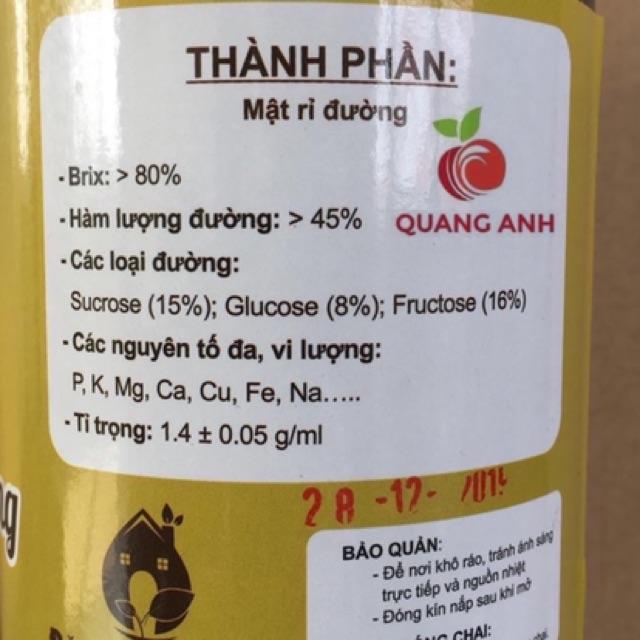 THÀNH PHẦN:
Mật rỉ đường
- Brix: > 80%
- Hàm lượng đường: > 45%
QUANG ANH
- Các loại đường:
Sucrose (15%); Glucose (8%); Fructose (16%)
- Các nguyên tố đa, vi lượng:
P, K, Mg, Ca, Cu, Fe, Na.....
- Tỉ trọng: 1.4 ± 0.05 g/ml
28 -12-
BẢO QUẢN:
- Để nơi khô ráo, tránh ánh sáng
trực tiếp và nguồn nhiệt
- Đóng kín nắp sau khi mở
CHAI: